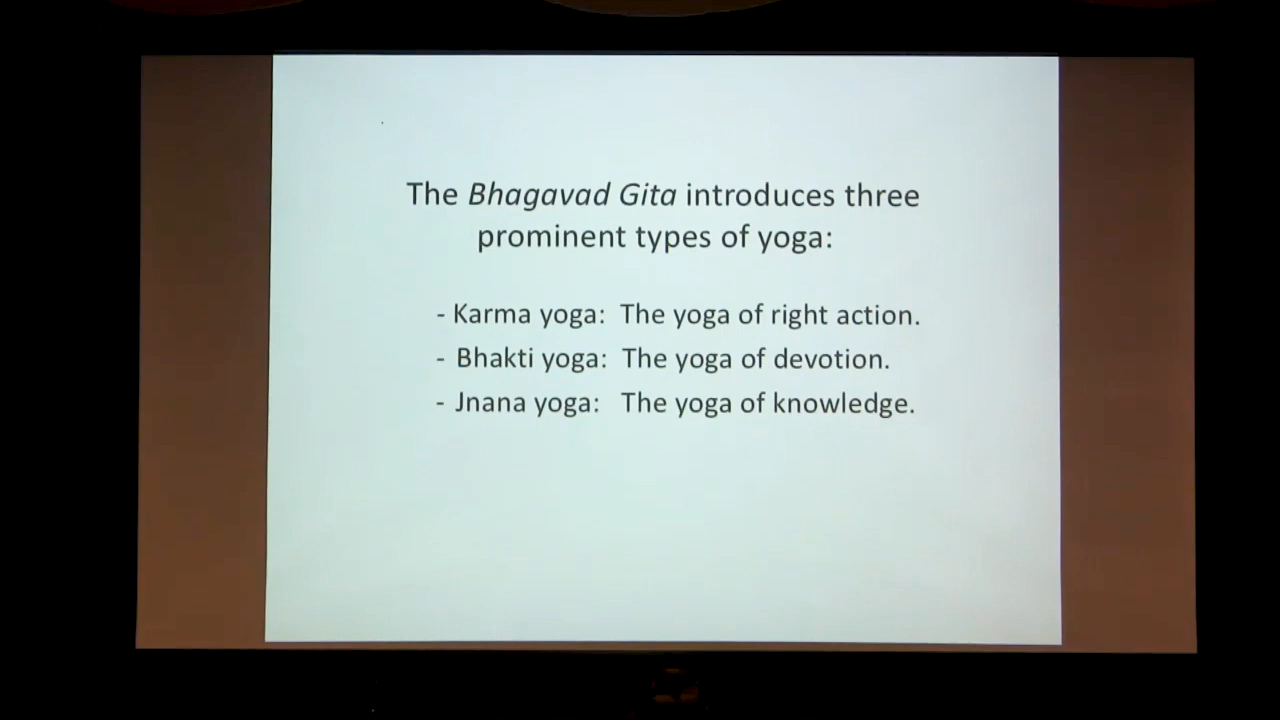 The Bhagavad Gita introduces three
prominent types of yoga:
- Karma yoga: The yoga of right action.
- Bhakti yoga: The yoga of devotion.
- Jnana yoga: The yoga of knowledge.